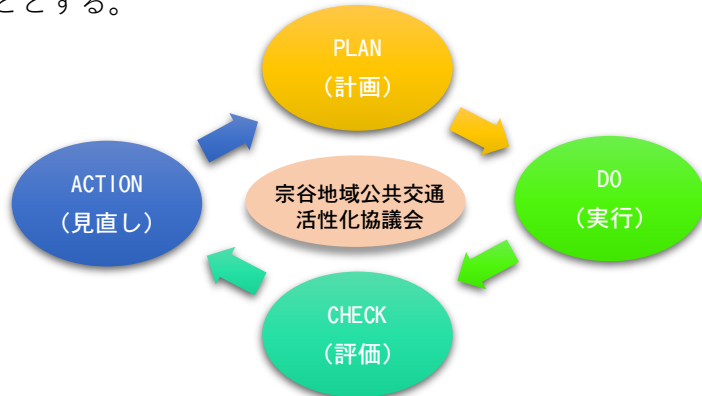 ととする。
PLAN
（計画）
ACTION
（見直し）
宗谷地域公共交通
活性化協議会
DO
（実行）
CHECK
（評価）